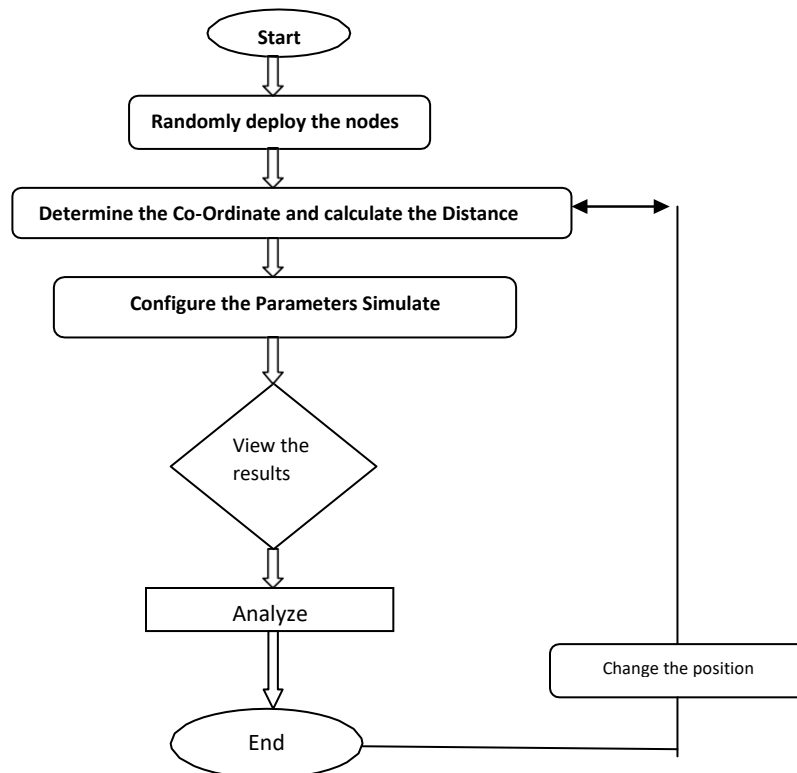 Start
Randomly deploy the nodes
Determine the Co-Ordinate and calculate the Distance
Configure the Parameters Simulate
View the
results
Analyze
Change the position
End